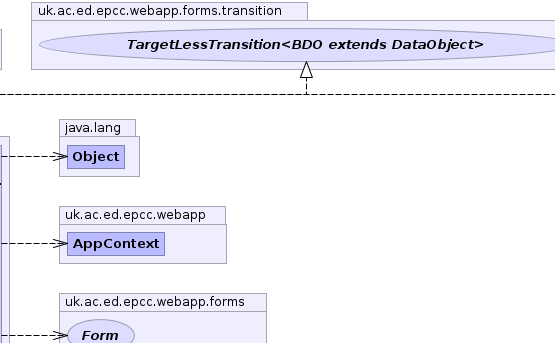 uk.ac.ed.epcc.webapp.forms.transition
TargetLessTransition<BDO extends DataObject>
java.lang
Object
uk.ac.ed.epcc.webapp
AppContext
uk.ac.ed.epcc.webapp.forms
Form